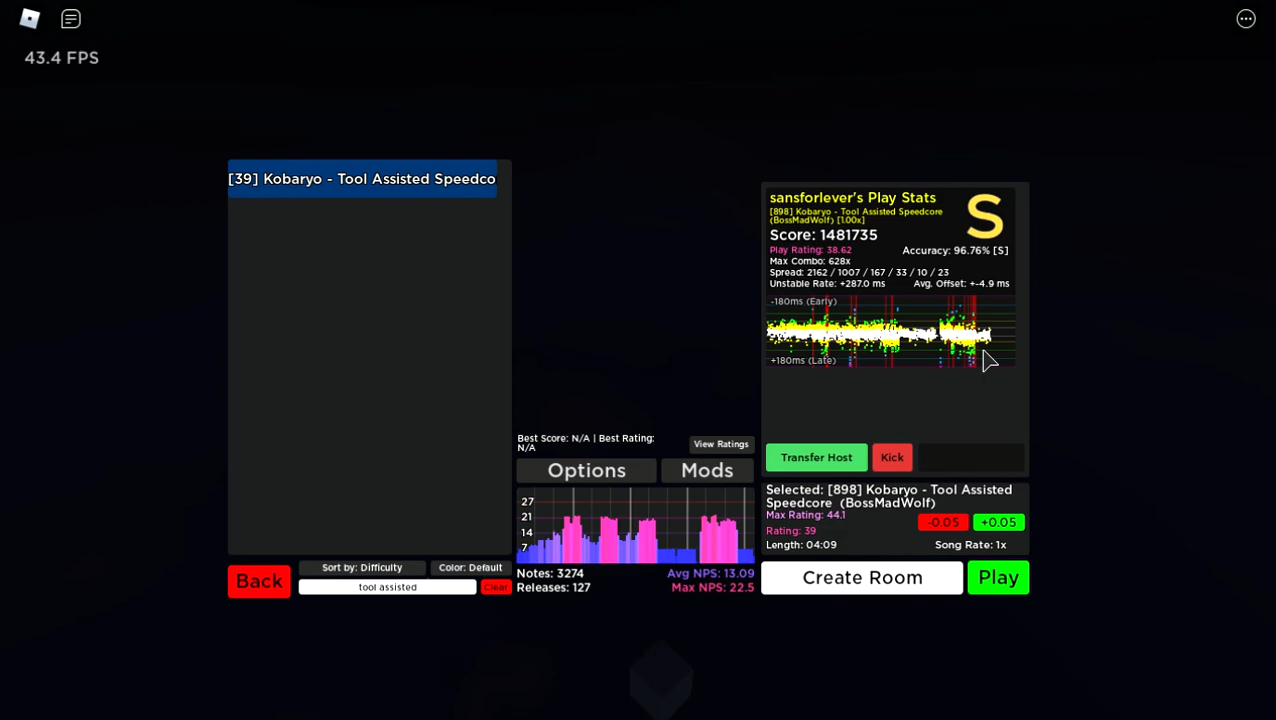 43.4 FPS
[39] Kobaryo - Tool Assisted Speedco
sansforlever's Play Stats
[898] Kobaryo - Tool Assisted Speedcore
(BossMadWolf) [1.00x]
S
Score: 1481735
Play Rating: 38.62
Accuracy: 96.76% [S]
Max Combo: 628x
Spread: 2162 / 1007 / 167 / 33 / 10 / 23
Unstable Rate: +287.0 ms
Avg. Offset: +-4.9 ms
-180ms (Early)
+180ms (Late)
Best Score: N/A | Best Rating:
N/A
View Ratings
Transfer Host
Kick
Options
Mods
27
21
14
7
Notes: 3274
Avg NPS: 13.09
Releases: 127
Max NPS: 22.5
Selected: [898] Kobaryo - Tool Assisted
Speedcore (BossMadWolf)
Max Rating: 44.1
-0.05
+0.05
Rating: 39
Length: 04:09
Song Rate: 1x
Back
Sort by: Difficulty
Color: Default
tool assisted
Clear
Create Room
Play